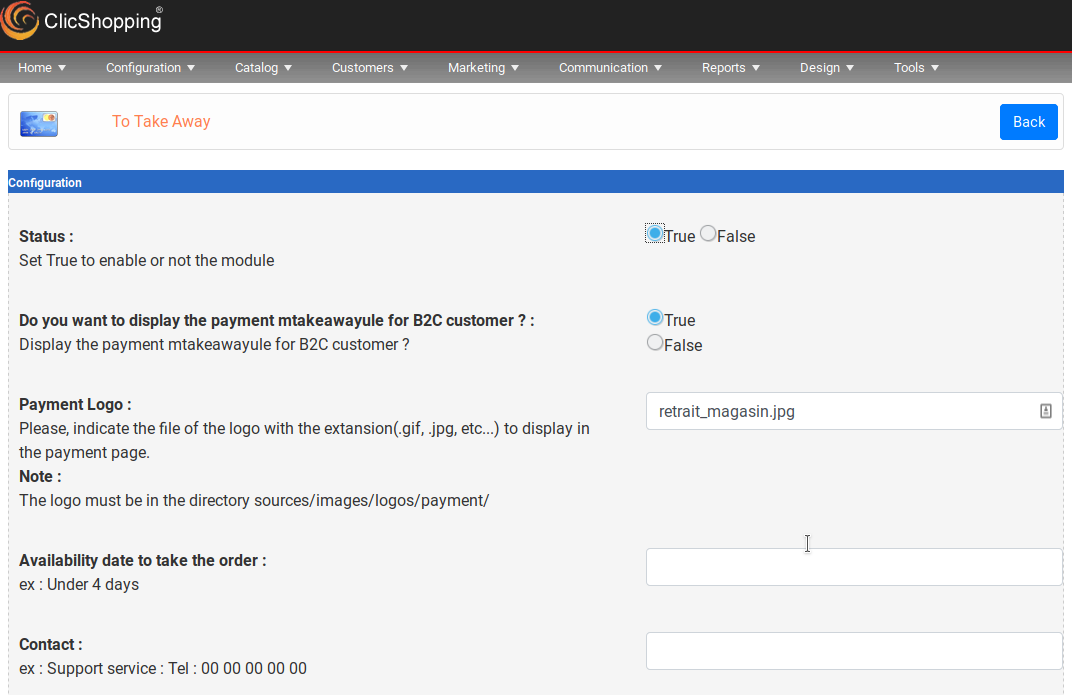 ClicShopping®
Home Configuration Catalog Customers Marketing Communication Reports Design Tools
To Take Away
Back
Configuration
Status :
True False
Set True to enable or not the module
Do you want to display the payment mtakeawayule for B2C customer ? :
True
Display the payment mtakeawayule for B2C customer ?
False
Payment Logo :
retrait_magasin.jpg
Please, indicate the file of the logo with the extansion(.gif, .jpg, etc...) to display in
the payment page.
Note :
The logo must be in the directory sources/images/logos/payment/
Availability date to take the order :
ex : Under 4 days
Contact :
ex : Support service : Tel : 00 00 00 00 00